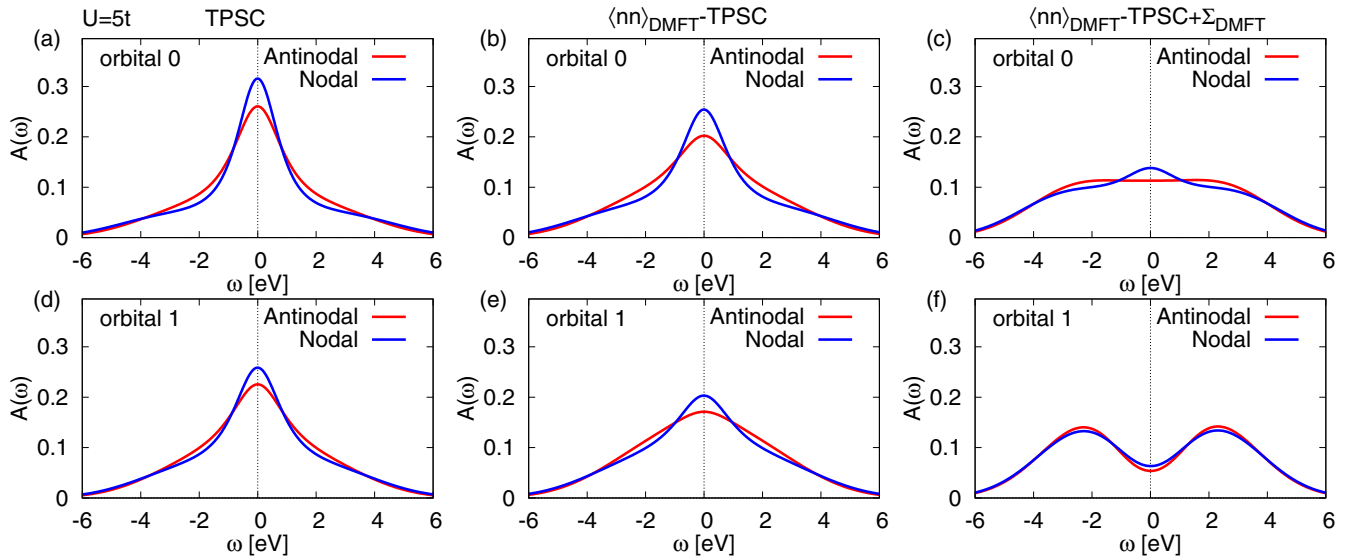 U=5t TPSC ⟨nn⟩DMFT-TPSC ⟨nn⟩DMFT-TPSC+ΣDMFT
(a) orbital 0 Antinodal Nodal
A(ω)
0.3
0.2
0.1
0
-6 -4 -2 0 2 4 6
ω [eV]
(b) orbital 0 Antinodal Nodal
A(ω)
0.3
0.2
0.1
0
-6 -4 -2 0 2 4 6
ω [eV]
(c) orbital 0 Antinodal Nodal
A(ω)
0.3
0.2
0.1
0
-6 -4 -2 0 2 4 6
ω [eV]
(d) orbital 1 Antinodal Nodal
A(ω)
0.3
0.2
0.1
0
-6 -4 -2 0 2 4 6
ω [eV]
(e) orbital 1 Antinodal Nodal
A(ω)
0.3
0.2
0.1
0
-6 -4 -2 0 2 4 6
ω [eV]
(f) orbital 1 Antinodal Nodal
A(ω)
0.3
0.2
0.1
0
-6 -4 -2 0 2 4 6
ω [eV]